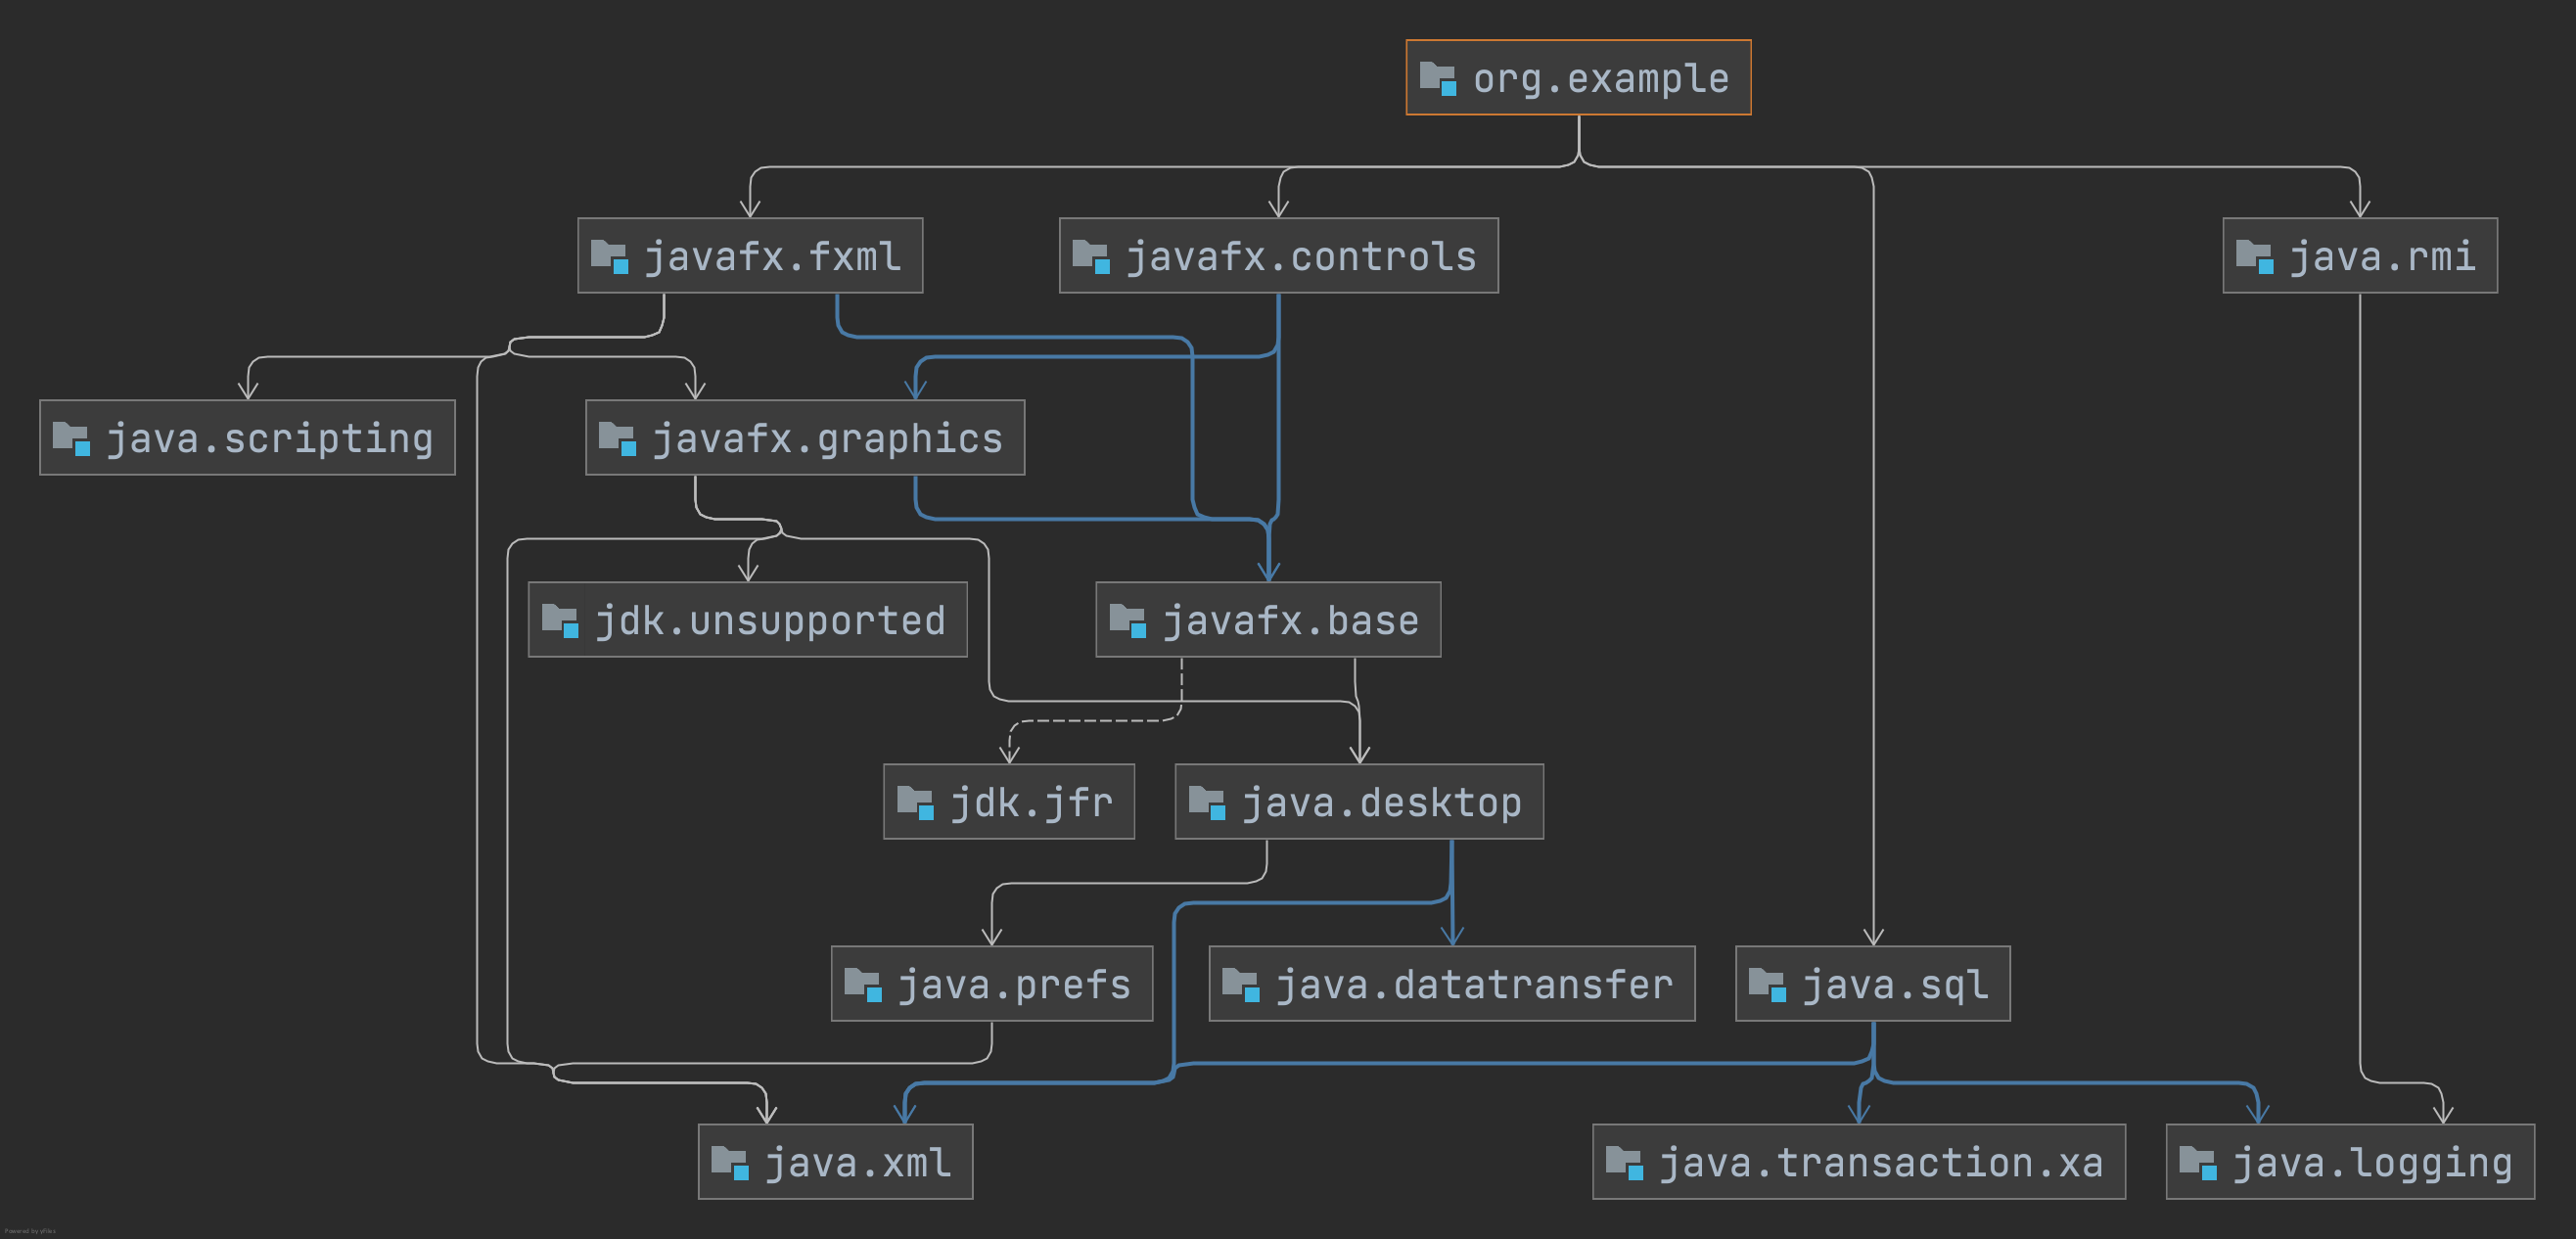 org.example
javafx.fxml
javafx.controls
java.rmi
java.scripting
javafx.graphics
jdk.unsupported
javafx.base
jdk.jfr
java.desktop
java.prefs
java.datatransfer
java.sql
java.xml
java.transaction.xa
java.logging
Powered by yFiles